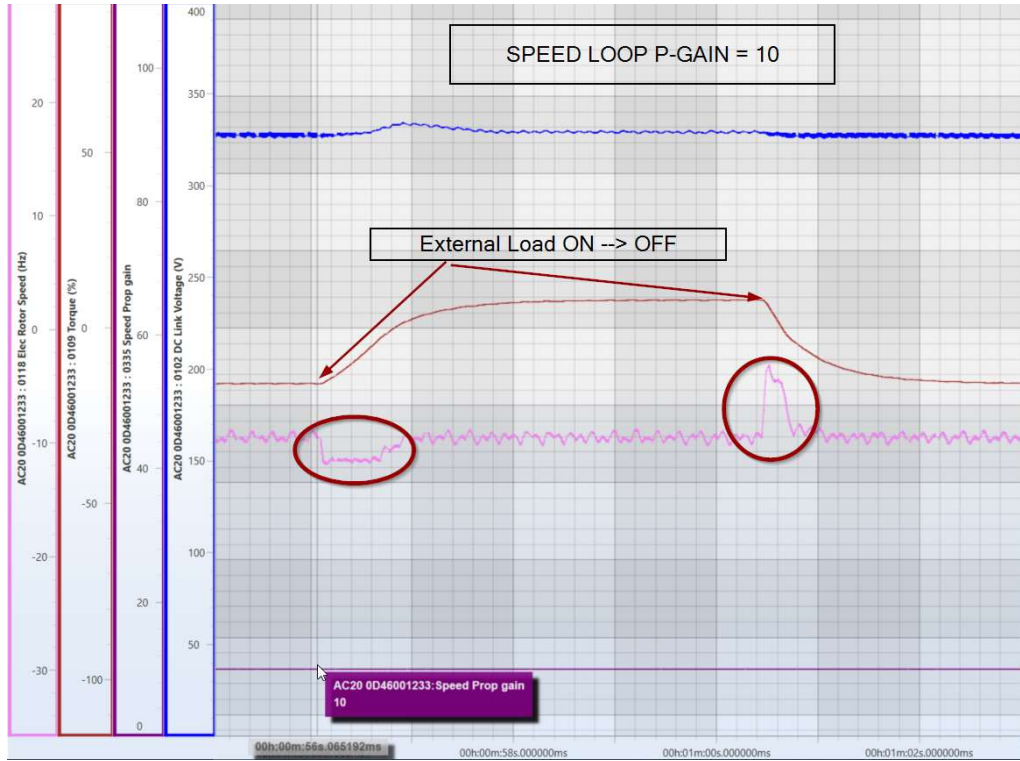 SPEED LOOP P-GAIN = 10
External Load ON --> OFF
AC20 0D46001233 : 0118 Elec Rotor Speed (Hz)
20
10
0
-10
-20
-30
AC20 0D46001233 : 0109 Torque (%)
50
0
-50
-100
AC20 0D46001233 : 0335 Speed Prop gain
100
80
60
40
20
0
AC20 0D46001233 : 0102 DC Link Voltage (V)
400
350
300
250
200
150
100
50
AC20 0D46001233:Speed Prop gain
10
00h:00m:56s.065192ms
00h:00m:58s.000000ms
00h:01m:00s.000000ms
00h:01m:02s.000000ms